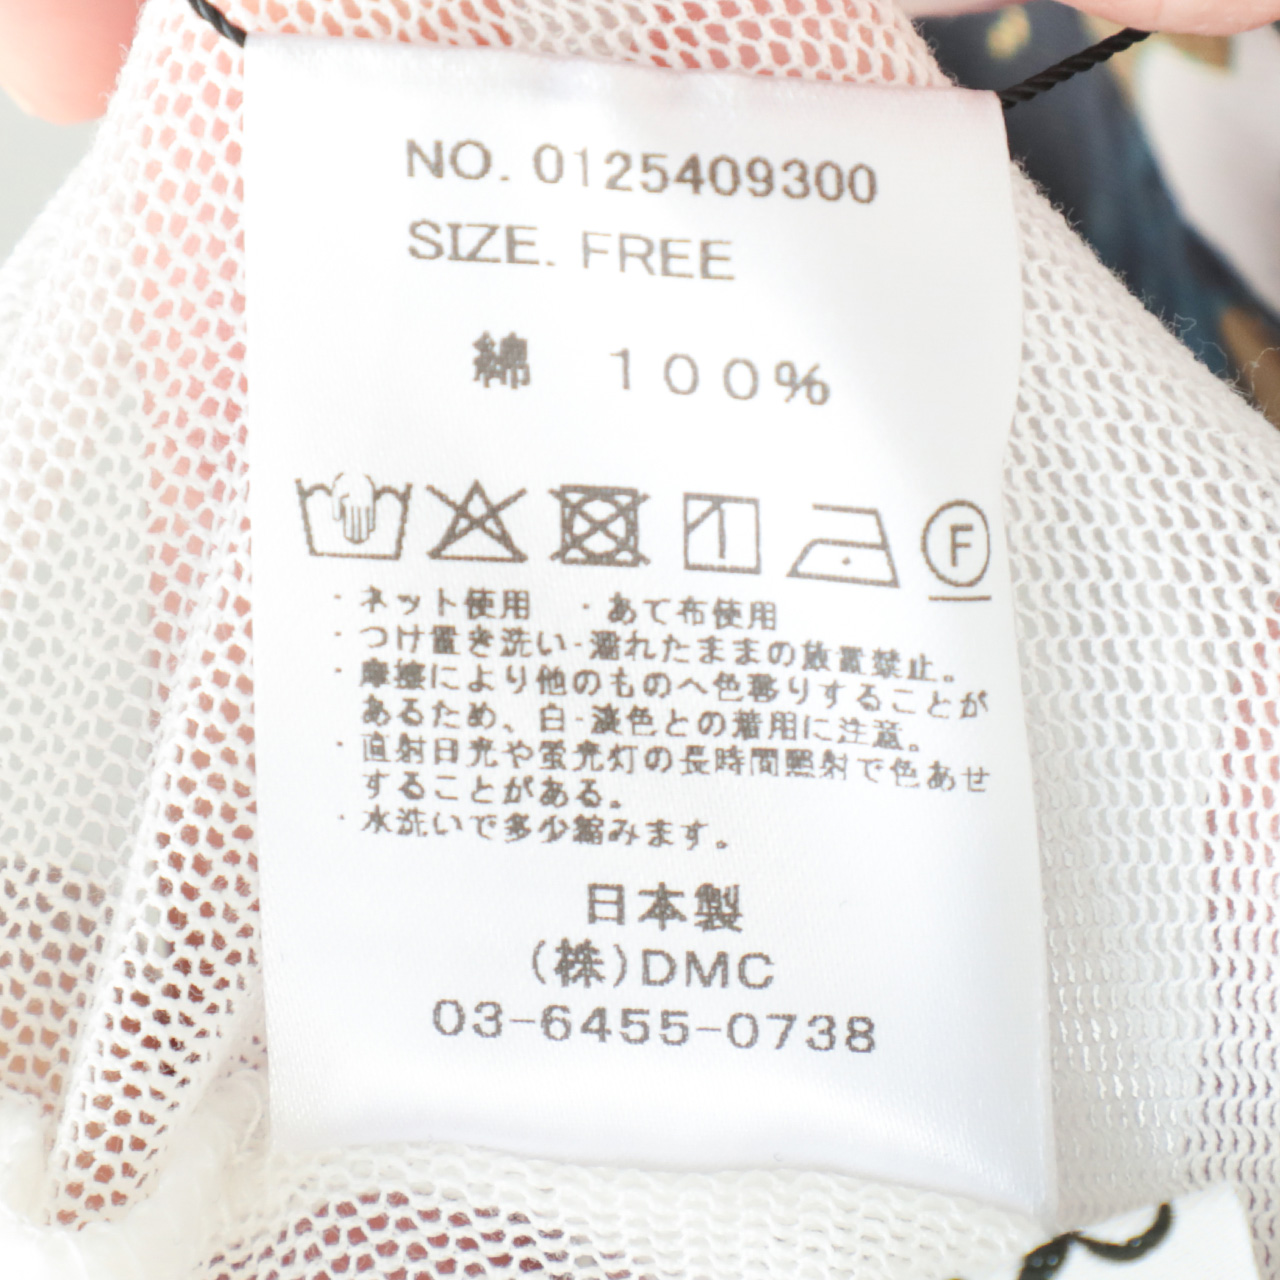 NO. 0125409300
SIZE. FREE
綿 100%
F
・ネット使用 ・あて布使用
・つけ置き洗い・濡れたままの放置禁止。
・摩擦により他のものへ色移りすることが
あるため、白・淡色との着用に注意。
・直射日光や蛍光灯の長時間照射で色あせ
することがある。
・水洗いで多少縮みます。
日本製
(株)DMC
03-6455-0738